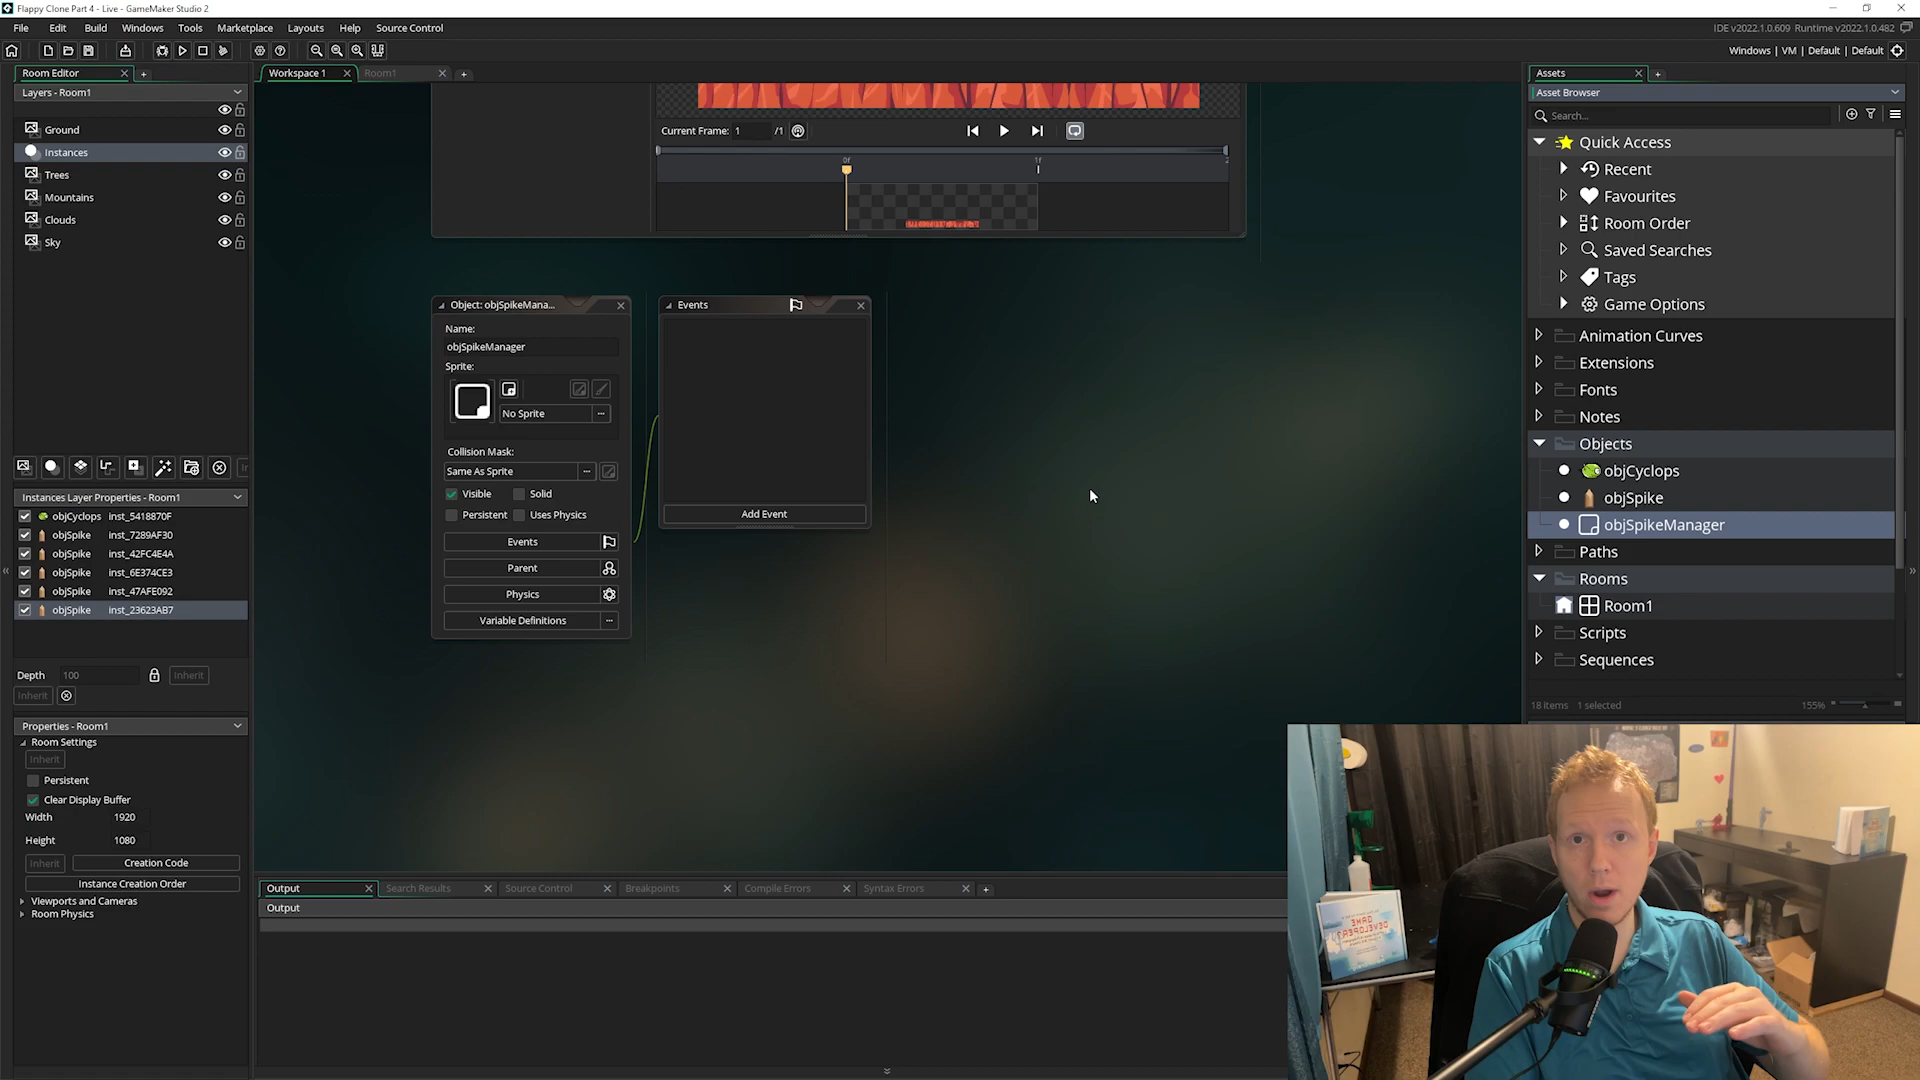 Flappy Clone Part 4 - Live - GameMaker Studio 2
File Edit Build Windows Tools Marketplace Layouts Help Source Control
IDE v2022.1.0.609 Runtime v2022.1.0.482
Windows | VM | Default | Default
Room Editor
Layers - Room1
Ground
Instances
Trees
Mountains
Clouds
Sky
Instances Layer Properties - Room1
objCyclops inst_5418870F
objSpike inst_7289AF30
objSpike inst_42FC4E4A
objSpike inst_6E374CE3
objSpike inst_47AFE092
objSpike inst_23623AB7
Depth 100 Inherit
Inherit
Properties - Room1
Room Settings
Inherit
Persistent
Clear Display Buffer
Width 1920
Height 1080
Inherit Creation Code
Instance Creation Order
Viewports and Cameras
Room Physics
Workspace 1 Room1
Current Frame: 1 /1
0f 1f 2
Object: objSpikeMana...
Name:
objSpikeManager
Sprite:
No Sprite ...
Collision Mask:
Same As Sprite ...
Visible Solid
Persistent Uses Physics
Events
Parent
Physics
Variable Definitions ...
Events
Add Event
Output Search Results Source Control Breakpoints Compile Errors Syntax Errors
Output
Assets
Asset Browser
Search...
Quick Access
Recent
Favourites
Room Order
Saved Searches
Tags
Game Options
Animation Curves
Extensions
Fonts
Notes
Objects
objCyclops
objSpike
objSpikeManager
Paths
Rooms
Room1
Scripts
Sequences
18 items 1 selected 155%
GAME
DEVELOPER?